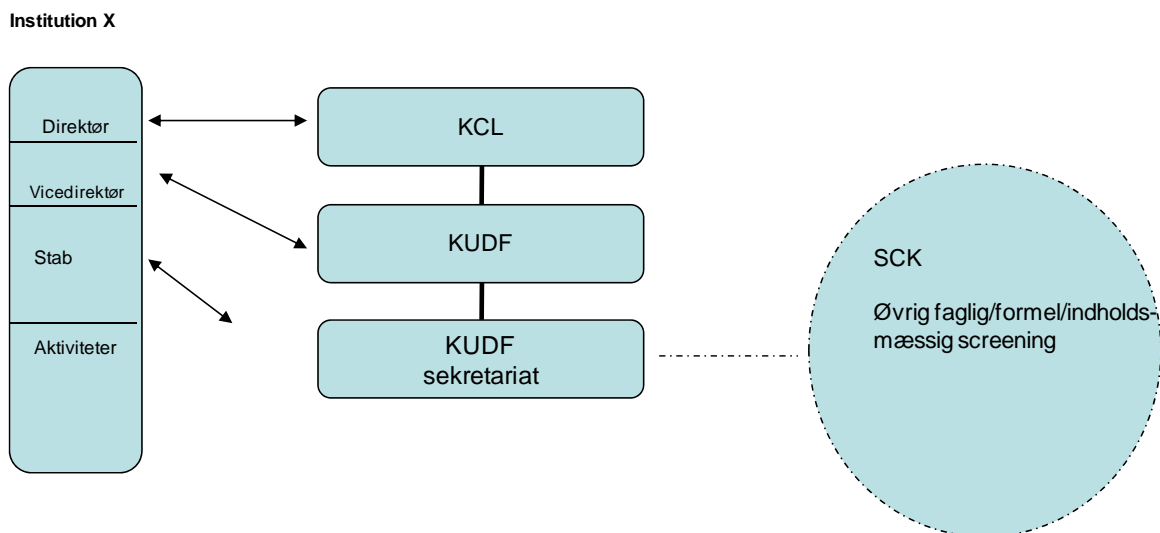 Institution X
Direktør
Vicedirektør
Stab
Aktiviteter
KCL
KUDF
KUDF
sekretariat
SCK
Øvrig faglig/formel/indholds-
mæssig screening